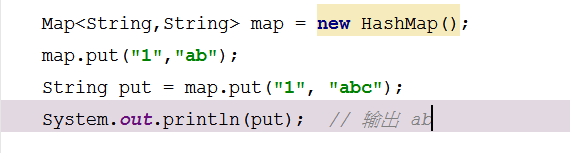 Map<String,String> map = new HashMap();
map.put("1","ab");
String put = map.put("1", "abc");
System.out.println(put);  // 输出 ab